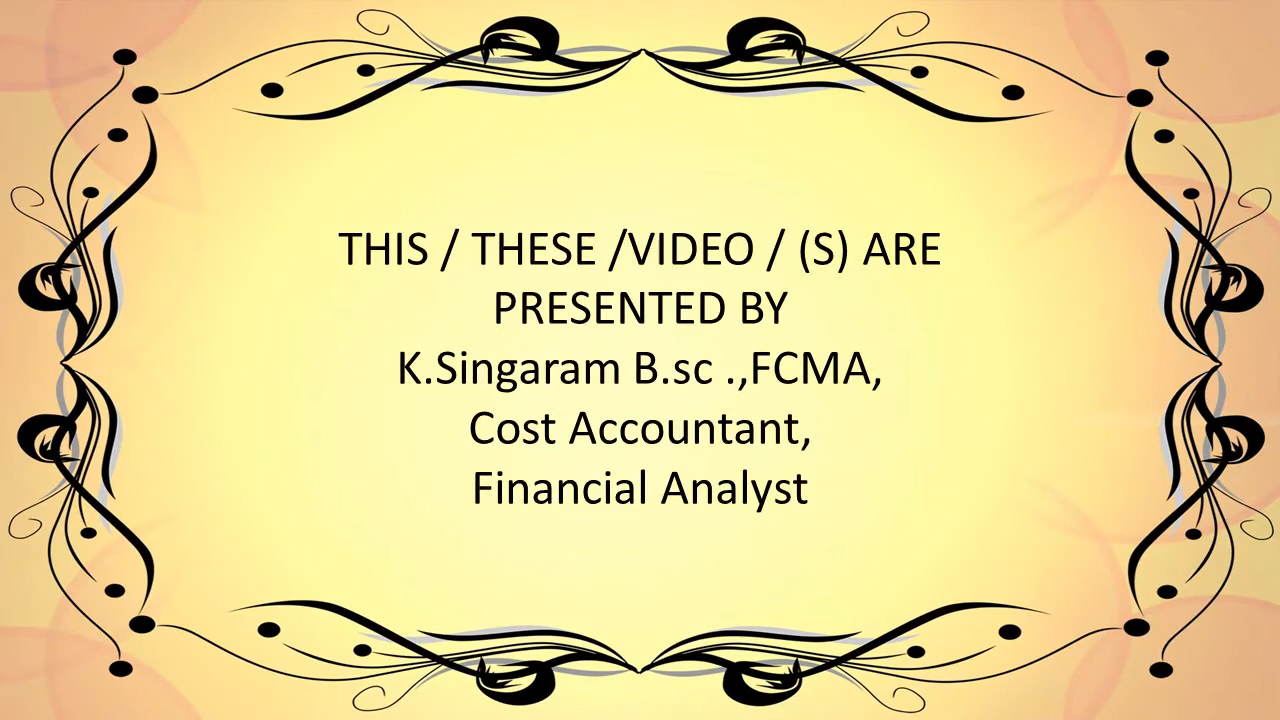 THIS / THESE /VIDEO / (S) ARE
PRESENTED BY
K.Singaram B.sc .,FCMA,
Cost Accountant,
Financial Analyst